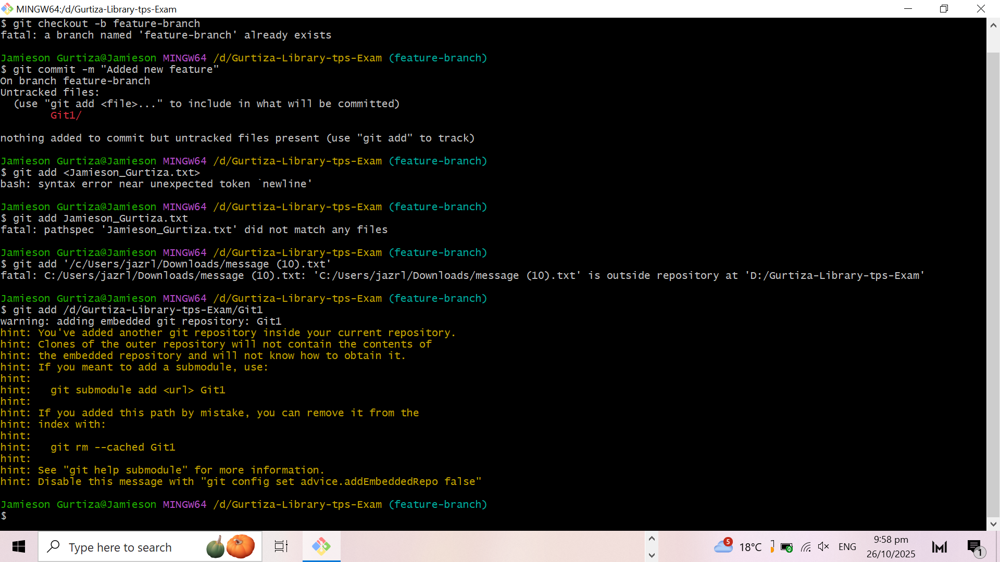 MINGW64:/d/Gurtiza-Library-tps-Exam
$ git checkout -b feature-branch
fatal: a branch named 'feature-branch' already exists
Jamieson Gurtiza@Jamieson MINGW64 /d/Gurtiza-Library-tps-Exam (feature-branch)
$ git commit -m "Added new feature"
On branch feature-branch
Untracked files:
  (use "git add <file>..." to include in what will be committed)
        Git1/
nothing added to commit but untracked files present (use "git add" to track)
Jamieson Gurtiza@Jamieson MINGW64 /d/Gurtiza-Library-tps-Exam (feature-branch)
$ git add <Jamieson_Gurtiza.txt>
bash: syntax error near unexpected token `newline'
Jamieson Gurtiza@Jamieson MINGW64 /d/Gurtiza-Library-tps-Exam (feature-branch)
$ git add Jamieson_Gurtiza.txt
fatal: pathspec 'Jamieson_Gurtiza.txt' did not match any files
Jamieson Gurtiza@Jamieson MINGW64 /d/Gurtiza-Library-tps-Exam (feature-branch)
$ git add '/c/Users/jazrl/Downloads/message (10).txt'
fatal: C:/Users/jazrl/Downloads/message (10).txt: 'C:/Users/jazrl/Downloads/message (10).txt' is outside repository at 'D:/Gurtiza-Library-tps-Exam'
Jamieson Gurtiza@Jamieson MINGW64 /d/Gurtiza-Library-tps-Exam (feature-branch)
$ git add /d/Gurtiza-Library-tps-Exam/Git1
warning: adding embedded git repository: Git1
hint: You've added another git repository inside your current repository.
hint: Clones of the outer repository will not contain the contents of
hint: the embedded repository and will not know how to obtain it.
hint: If you meant to add a submodule, use:
hint:
hint:   git submodule add <url> Git1
hint:
hint: If you added this path by mistake, you can remove it from the
hint: index with:
hint:
hint:   git rm --cached Git1
hint:
hint: See "git help submodule" for more information.
hint: Disable this message with "git config set advice.addEmbeddedRepo false"
Jamieson Gurtiza@Jamieson MINGW64 /d/Gurtiza-Library-tps-Exam (feature-branch)
$
Type here to search
5
18°C
ENG
9:58 pm
26/10/2025
1